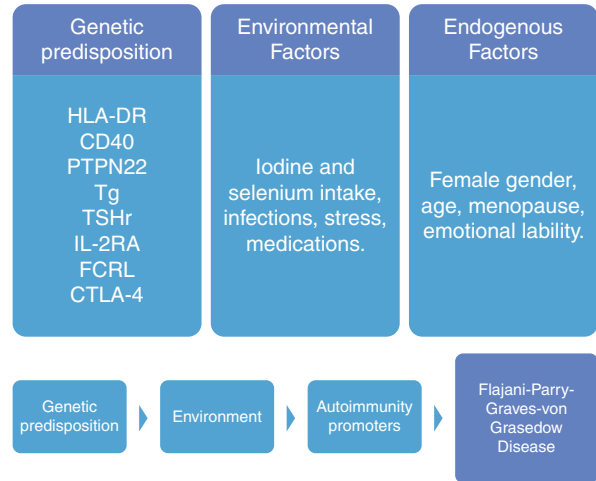 Genetic
predisposition
HLA-DR
CD40
PTPN22
Tg
TSHr
IL-2RA
FCRL
CTLA-4
Environmental
Factors
Iodine and
selenium intake,
infections, stress,
medications.
Endogenous
Factors
Female gender,
age, menopause,
emotional lability.
Genetic
predisposition
Environment
Autoimmunity
promoters
Flajani-Parry-
Graves-von
Grasedow
Disease